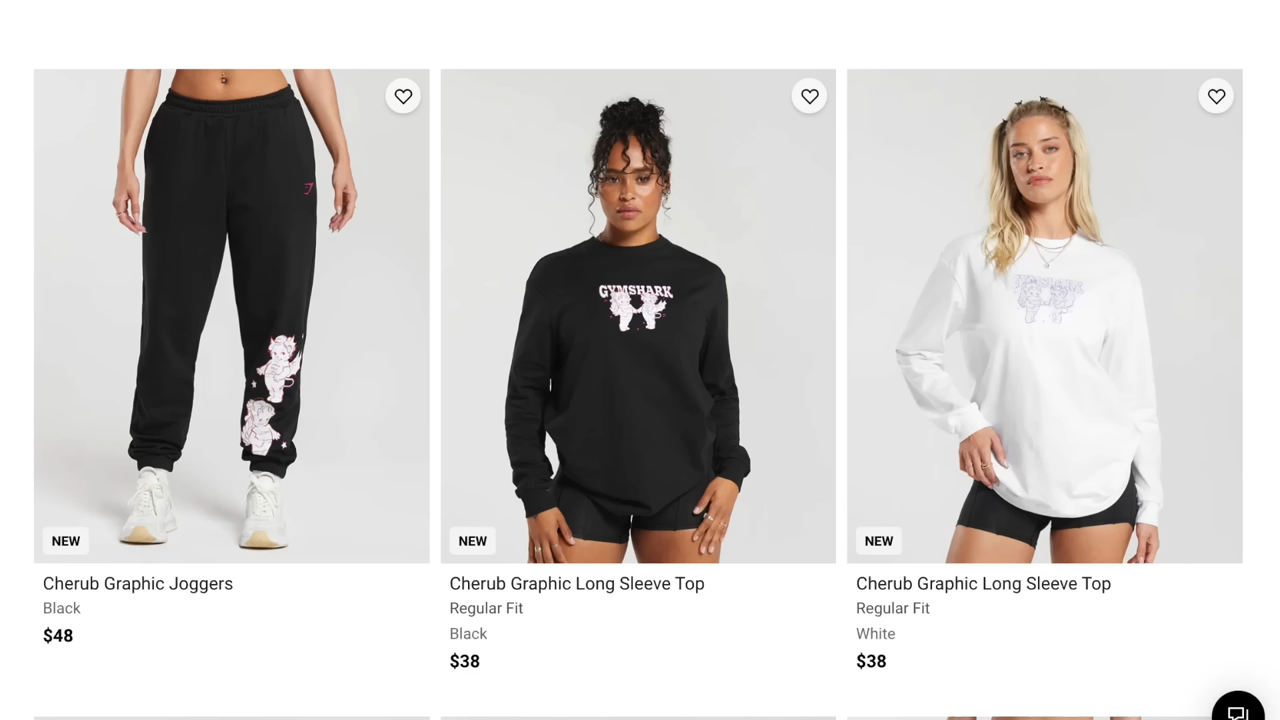 NEW
Cherub Graphic Joggers
Black
$48
GYMSHARK
NEW
Cherub Graphic Long Sleeve Top
Regular Fit
Black
$38
GYMSHARK
NEW
Cherub Graphic Long Sleeve Top
Regular Fit
White
$38